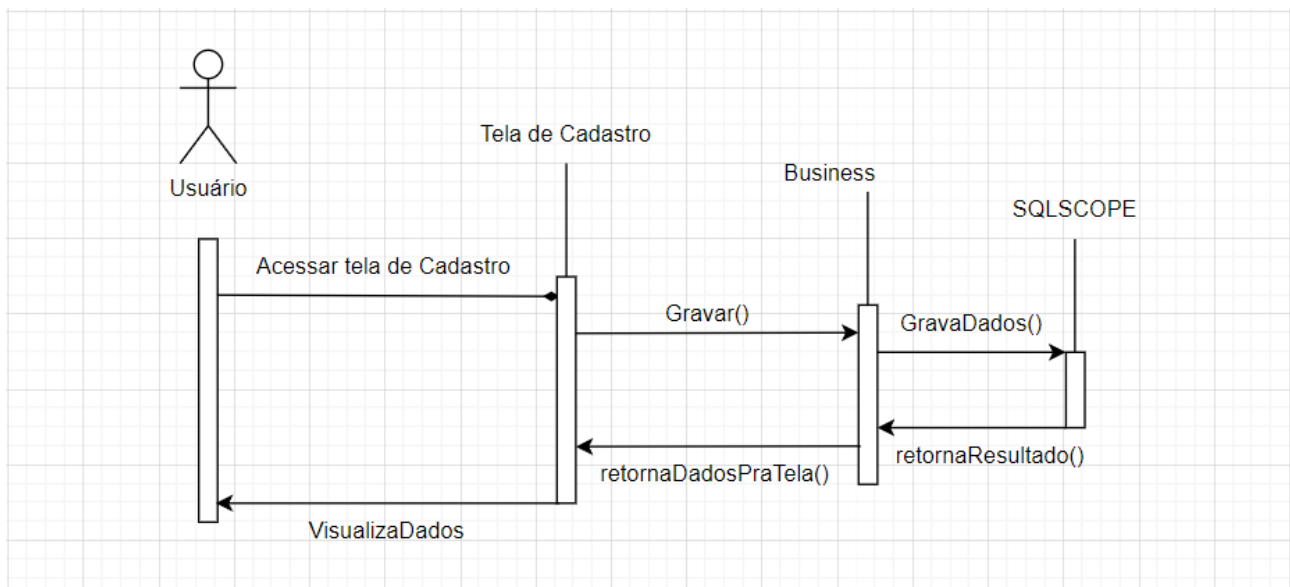 Tela de Cadastro
Business
Usuário
SQLSCOPE
Acessar tela de Cadastro
Gravar()
GravaDados()
retornaResultado()
retornaDadosPraTela()
VisualizaDados